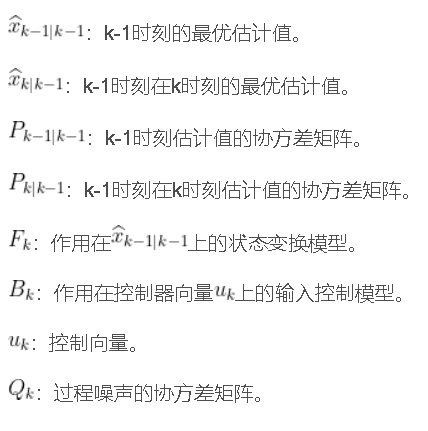 $\widehat{x}_{k-1|k-1}$：k-1时刻的最优估计值。
$\widehat{x}_{k|k-1}$：k-1时刻在k时刻的最优估计值。
$P_{k-1|k-1}$：k-1时刻估计值的协方差矩阵。
$P_{k|k-1}$：k-1时刻在k时刻估计值的协方差矩阵。
$F_k$：作用在$\widehat{x}_{k-1|k-1}$上的状态变换模型。
$B_k$：作用在控制器向量$u_k$上的输入控制模型。
$u_k$：控制向量。
$Q_k$：过程噪声的协方差矩阵。